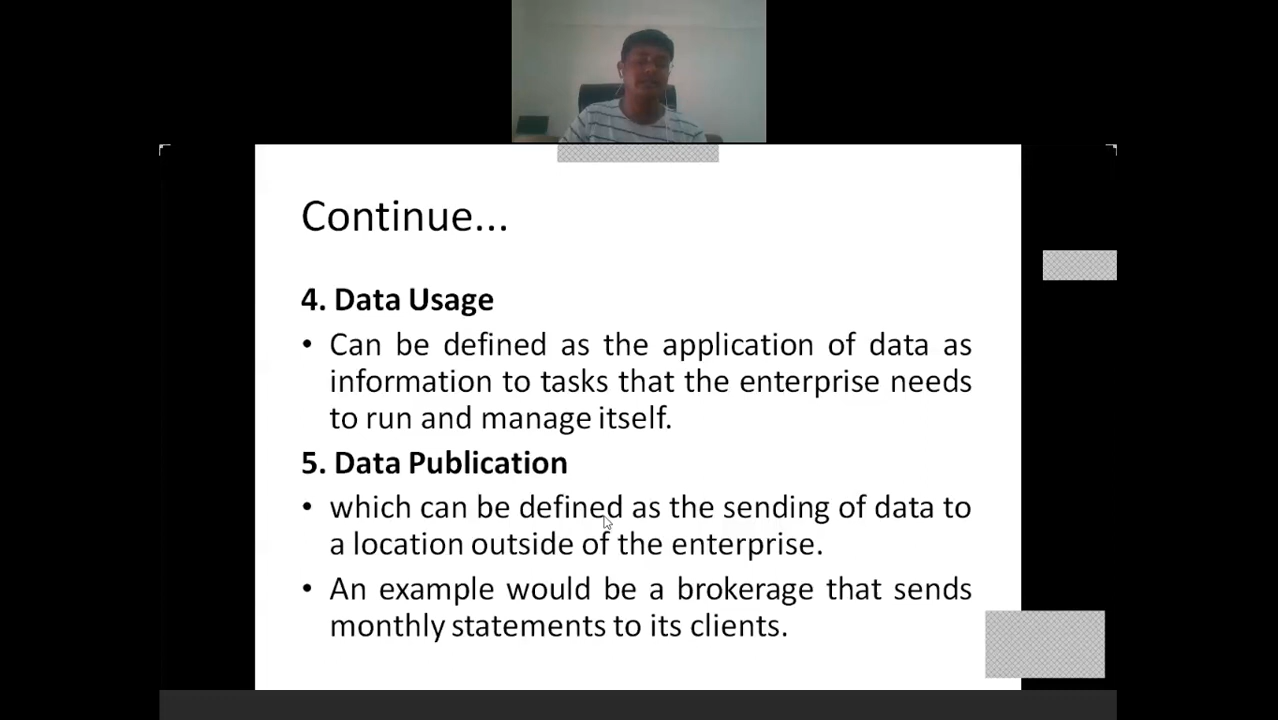 Continue...
4. Data Usage
• Can be defined as the application of data as
information to tasks that the enterprise needs
to run and manage itself.
5. Data Publication
• which can be defined as the sending of data to
a location outside of the enterprise.
• An example would be a brokerage that sends
monthly statements to its clients.